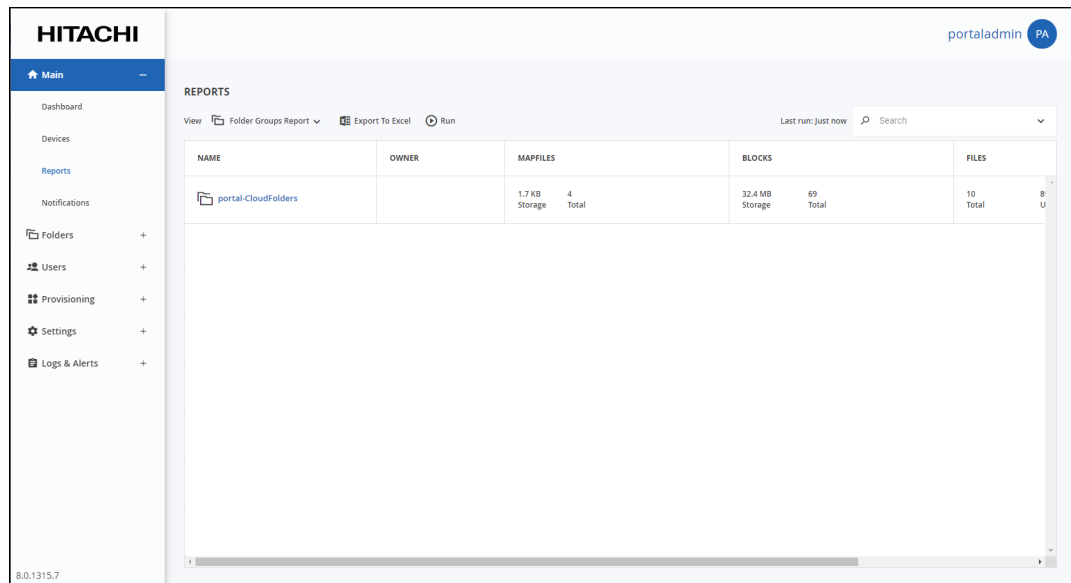 HITACHI
portaladmin PA
Main
Dashboard
Devices
Reports
Notifications
Folders
Users
Provisioning
Settings
Logs & Alerts
8.0.1315.7
REPORTS
View Folder Groups Report Export To Excel Run Last run: Just now Search
NAME OWNER MAPFILES BLOCKS FILES
portal-CloudFolders 1.7 KB 4 32.4 MB 69 10
Storage Total Storage Total Total